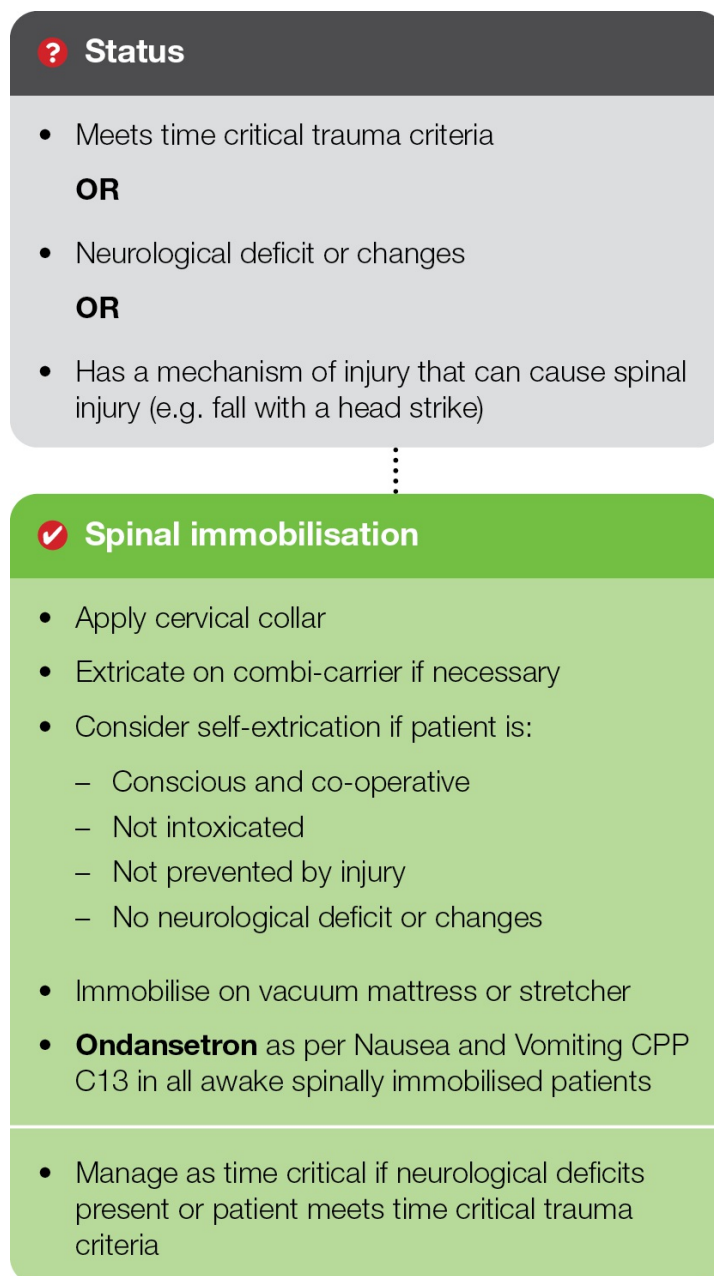 ? Status
• Meets time critical trauma criteria
OR
• Neurological deficit or changes
OR
• Has a mechanism of injury that can cause spinal
injury (e.g. fall with a head strike)
Spinal immobilisation
• Apply cervical collar
• Extricate on combi-carrier if necessary
• Consider self-extrication if patient is:
– Conscious and co-operative
– Not intoxicated
– Not prevented by injury
– No neurological deficit or changes
• Immobilise on vacuum mattress or stretcher
• Ondansetron as per Nausea and Vomiting CPP
C13 in all awake spinally immobilised patients
• Manage as time critical if neurological deficits
present or patient meets time critical trauma
criteria